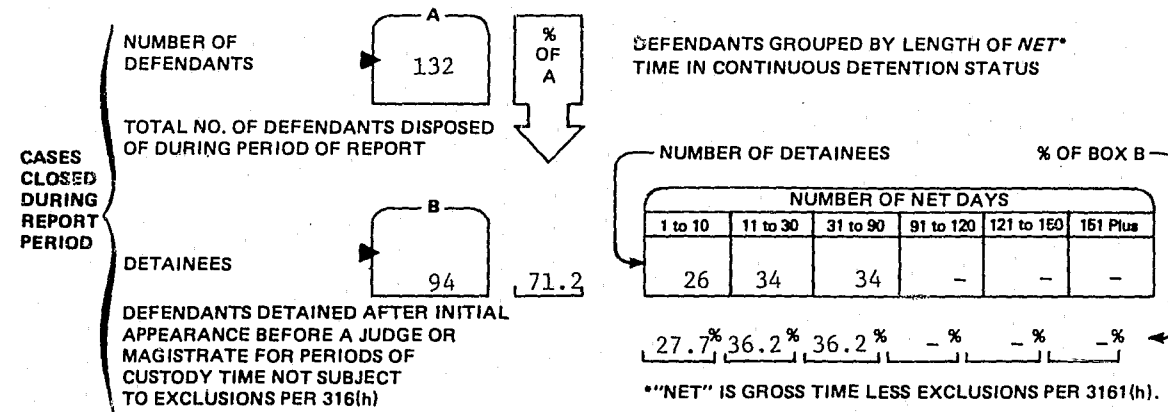 A
NUMBER OF
DEFENDANTS
132
%
OF
A
TOTAL NO. OF DEFENDANTS DISPOSED
OF DURING PERIOD OF REPORT
CASES
CLOSED
DURING
REPORT
PERIOD
B
DETAINEES
94
71.2
DEFENDANTS DETAINED AFTER INITIAL
APPEARANCE BEFORE A JUDGE OR
MAGISTRATE FOR PERIODS OF
CUSTODY TIME NOT SUBJECT
TO EXCLUSIONS PER 316(h)
DEFENDANTS GROUPED BY LENGTH OF NET*
TIME IN CONTINUOUS DETENTION STATUS
NUMBER OF DETAINEES % OF BOX B
NUMBER OF NET DAYS
1 to 10 11 to 30 31 to 90 91 to 120 121 to 150 151 Plus
26 34 34 – – –
27.7% 36.2% 36.2% –% –% –%
*"NET" IS GROSS TIME LESS EXCLUSIONS PER 3161(h).